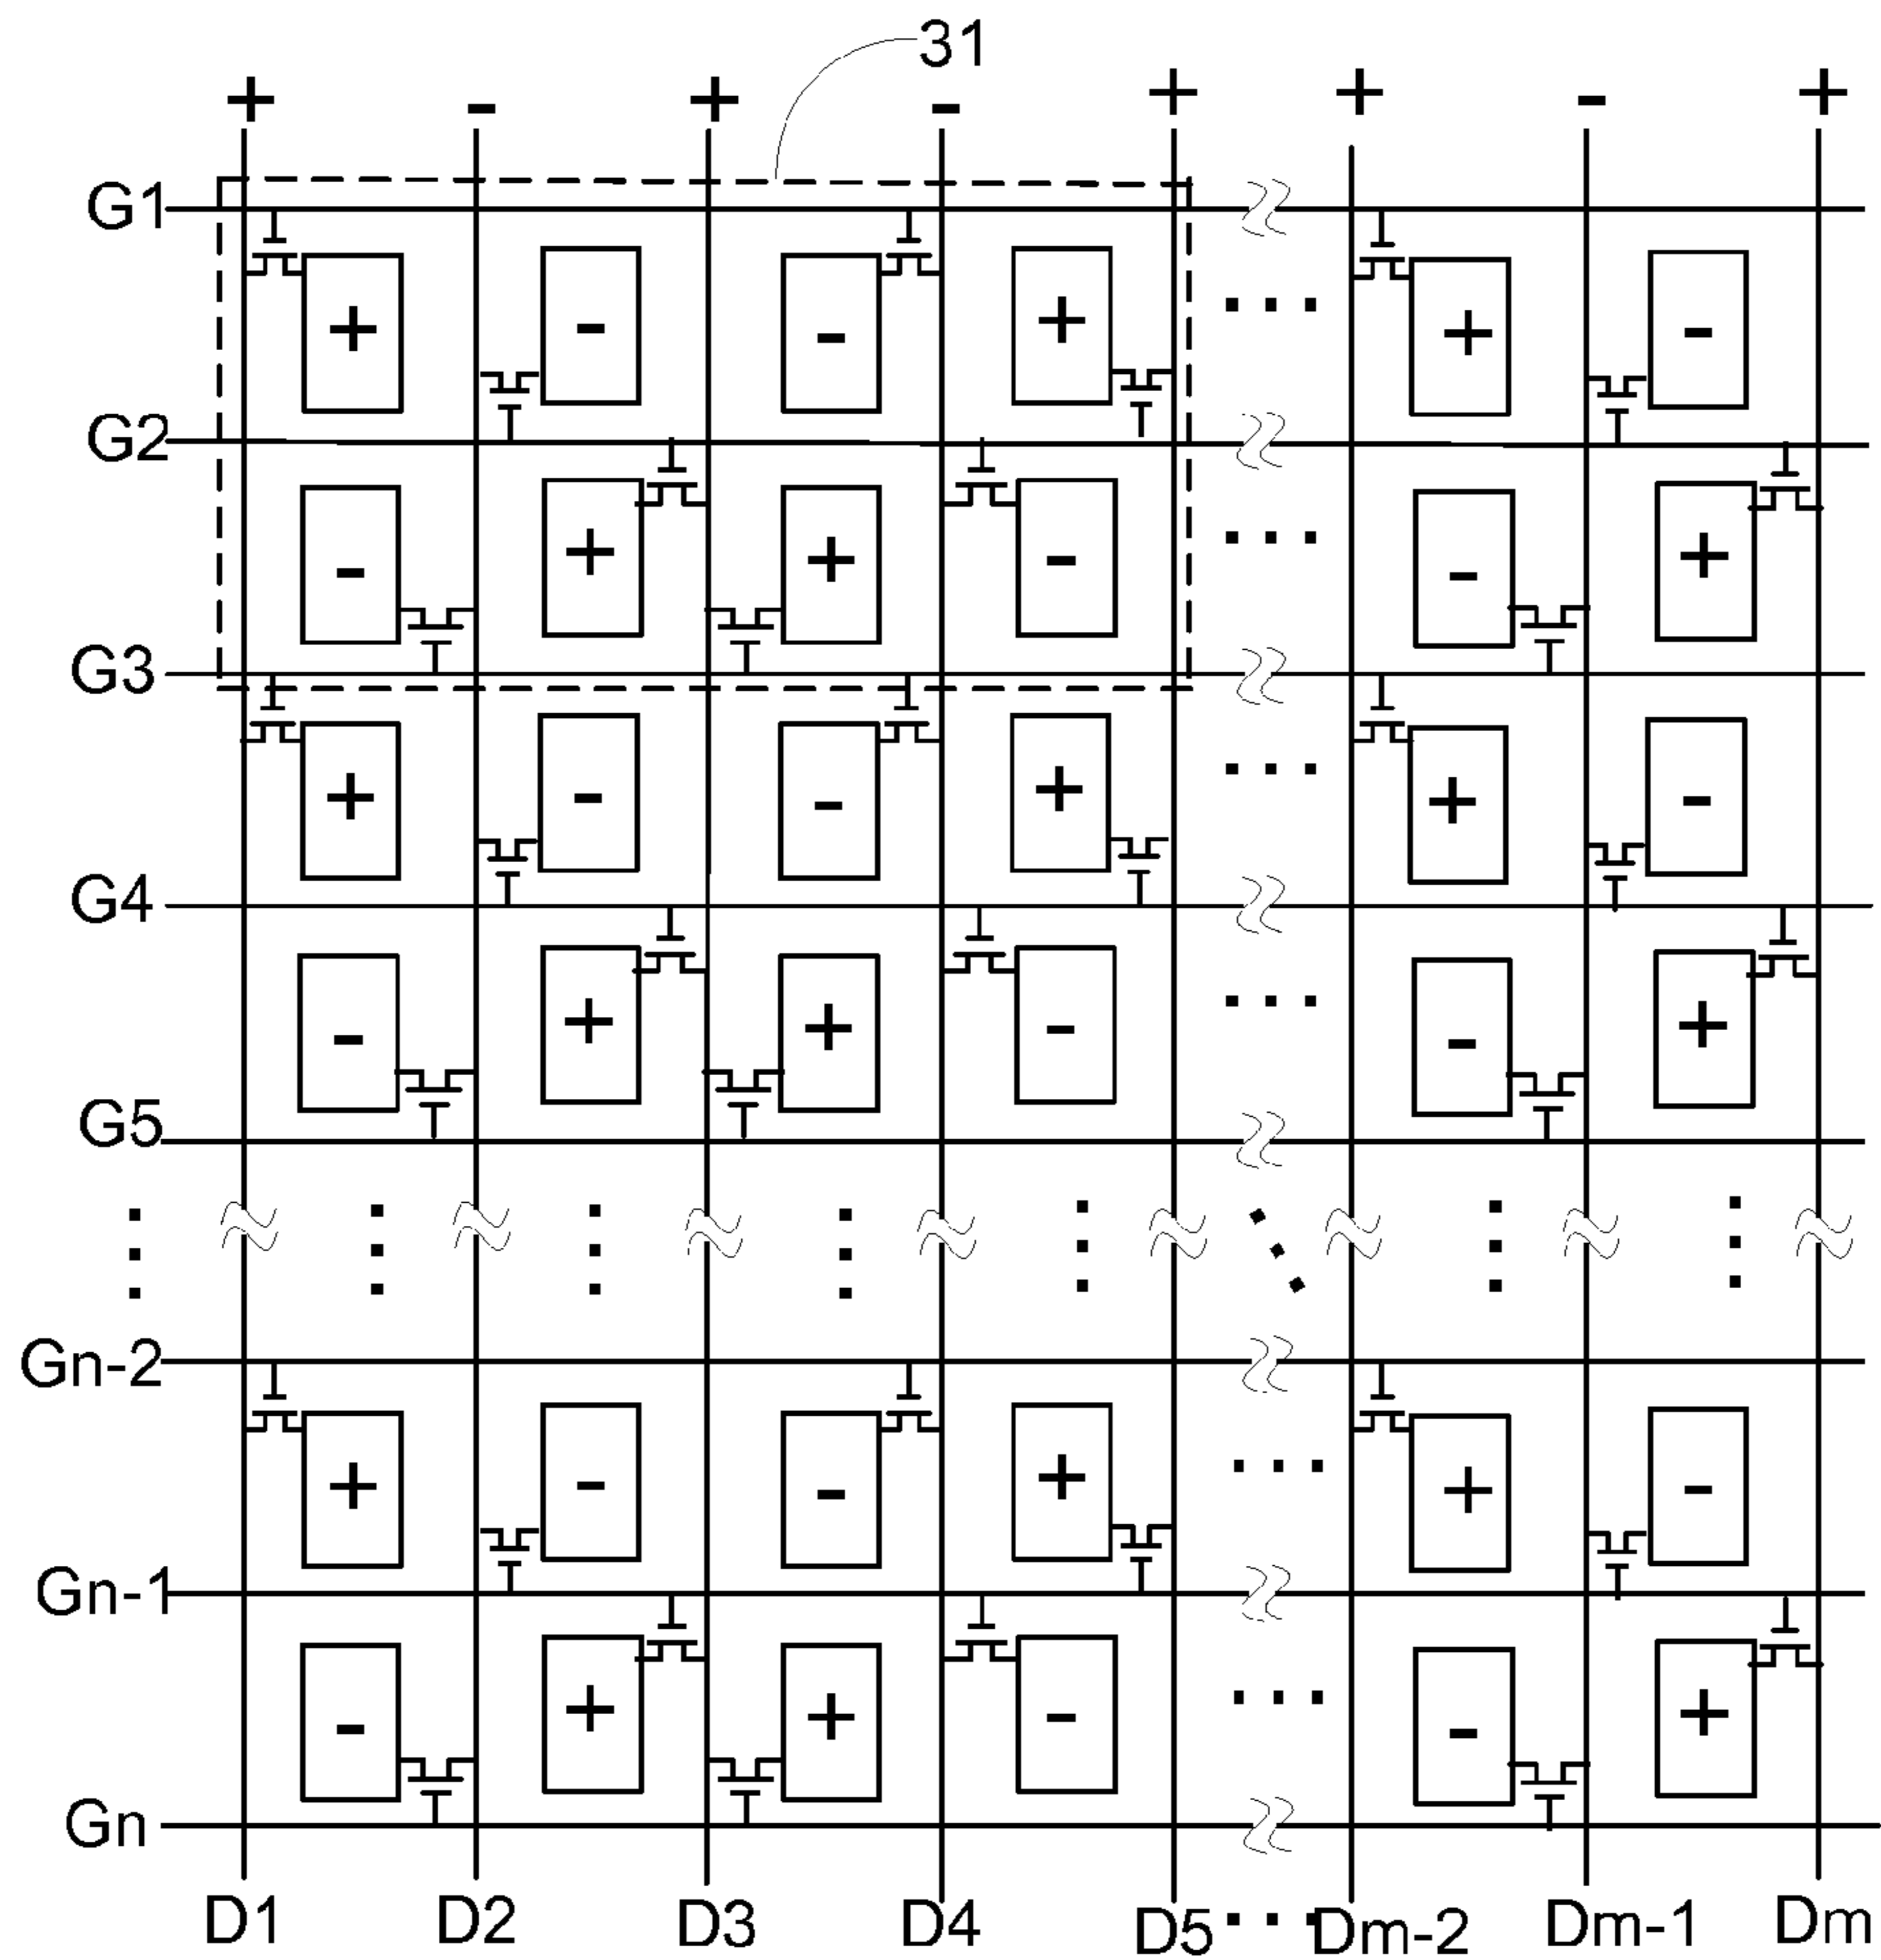 31
+ - + - + + - +
G1
+ - - + ... + -
G2
- + + - ... - +
G3
+ - - + ... + -
G4
- + + - ... - +
G5
Gn-2
+ - - + ... + -
Gn-1
- + + - ... - +
Gn
D1 D2 D3 D4 D5 ... Dm-2 Dm-1 Dm